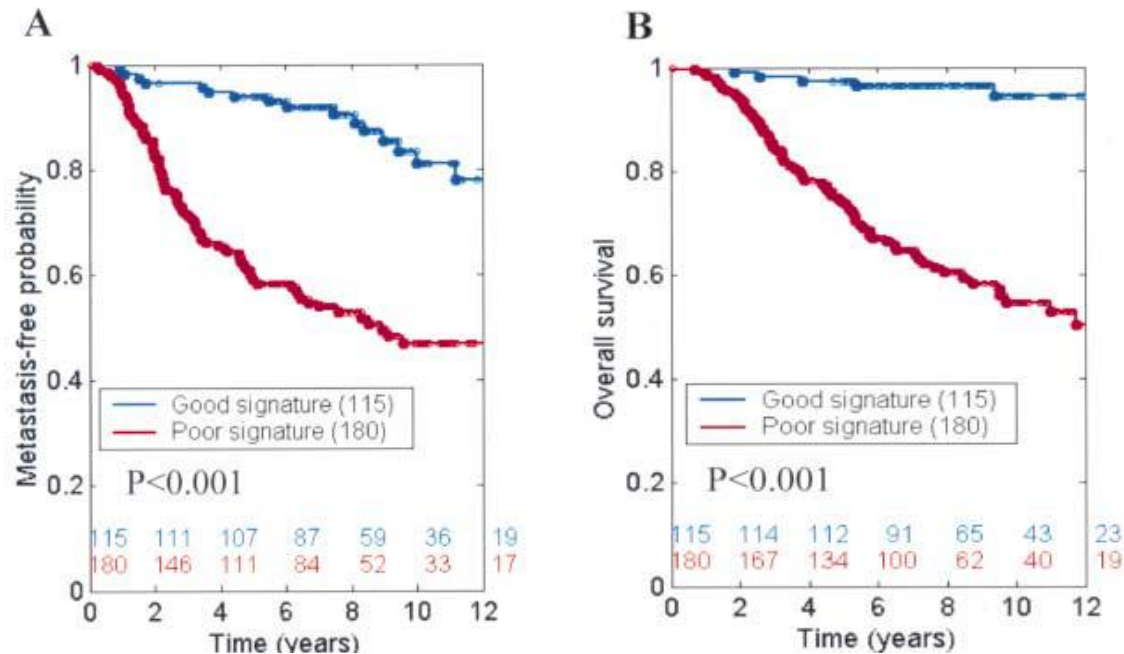 A
1
0.8
0.6
0.4
0.2
0
Metastasis-free probability
Good signature (115)
Poor signature (180)
P<0.001
115 111 107 87 59 36 19
180 146 111 84 52 33 17
0 2 4 6 8 10 12
Time (years)
B
1
0.8
0.6
0.4
0.2
0
Overall survival
Good signature (115)
Poor signature (180)
P<0.001
115 114 112 91 65 43 23
180 167 134 100 62 40 19
0 2 4 6 8 10 12
Time (years)